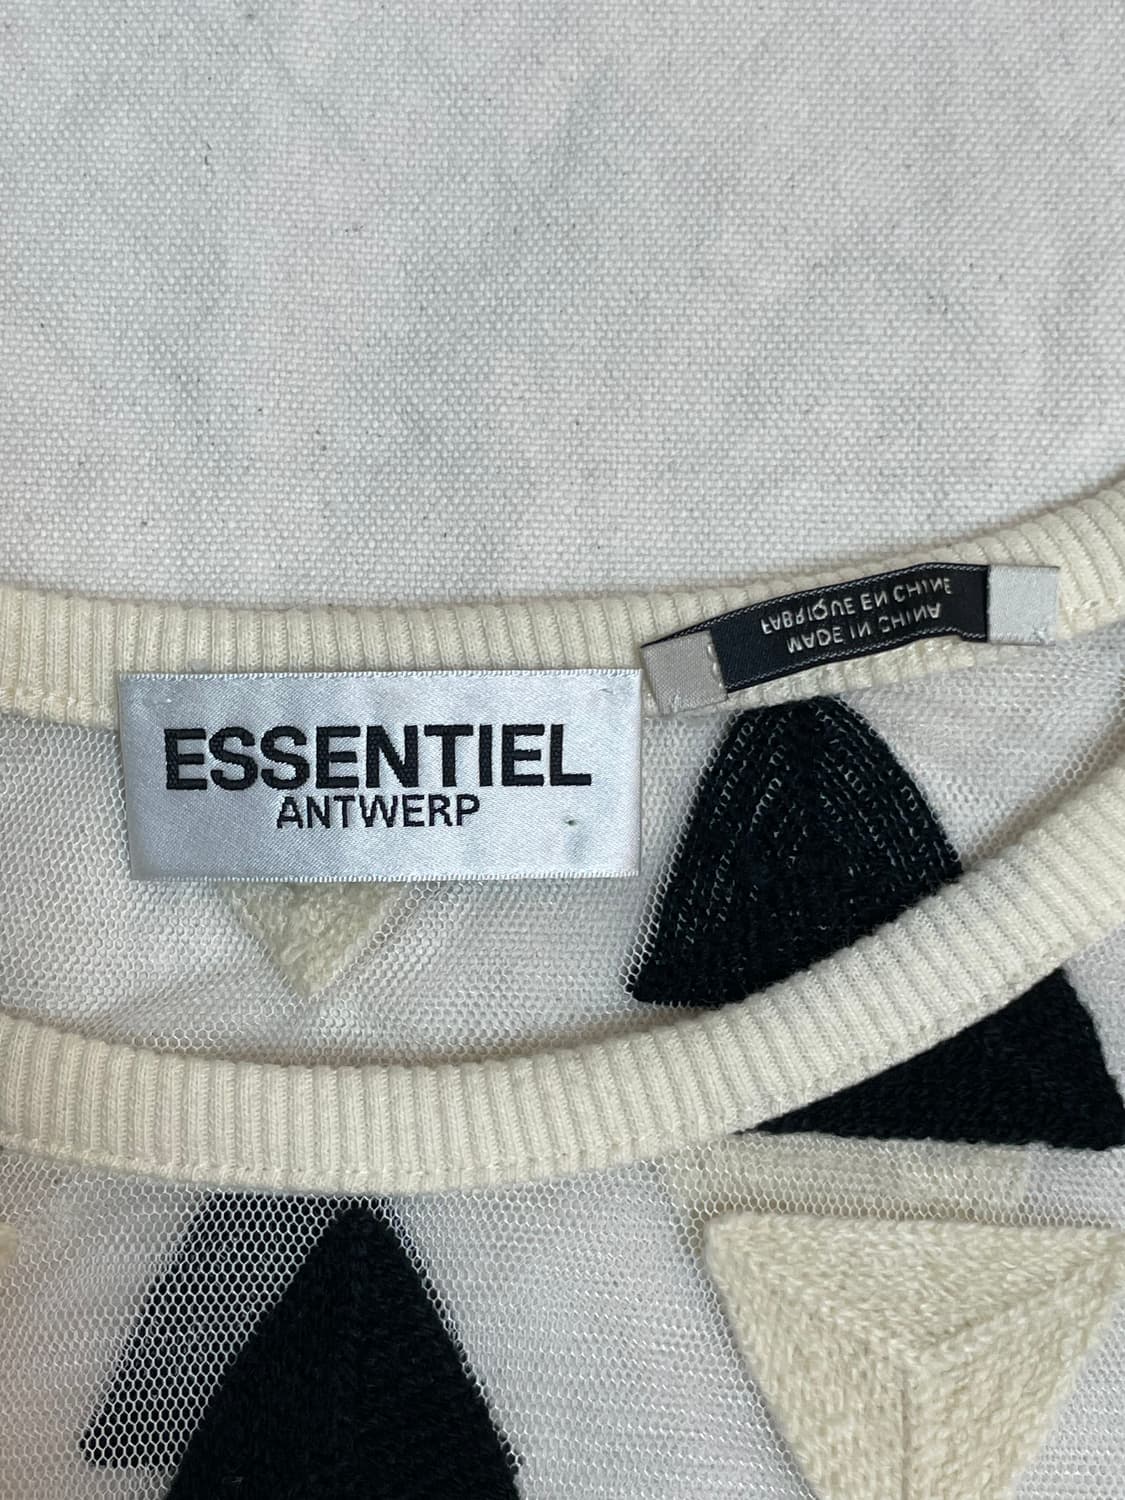 ESSENTIEL
ANTWERP
MADE IN CHINA
FABRIQUE EN CHINE